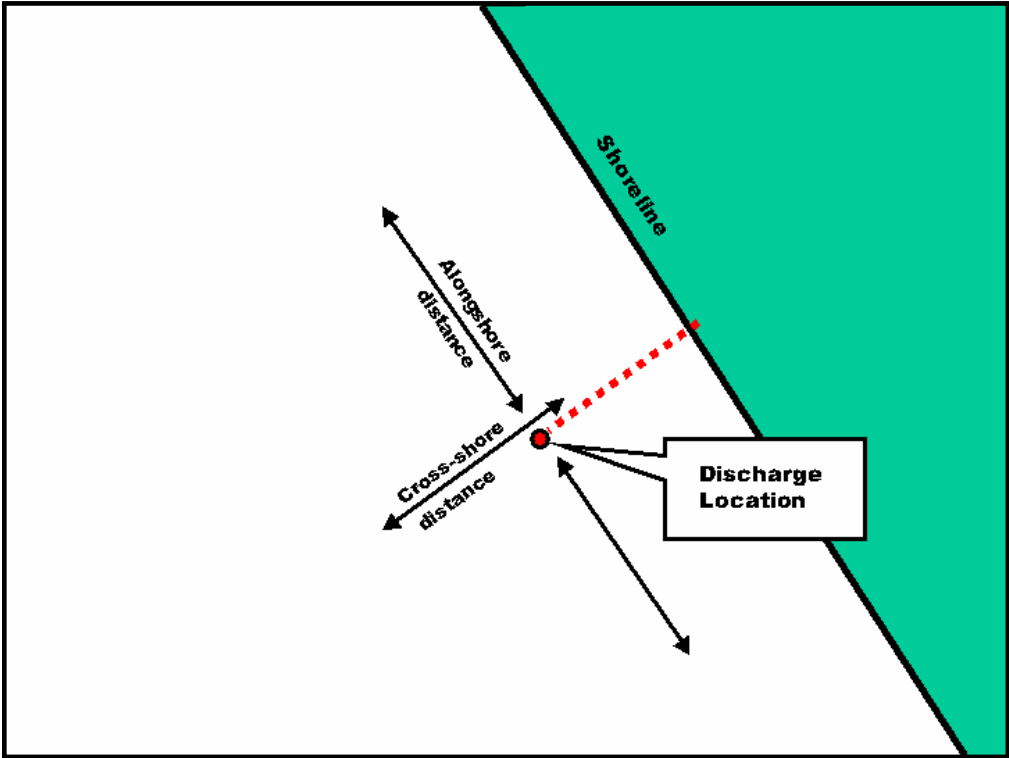 Shoreline
Alongshore
distance
Cross-shore
distance
Discharge
Location